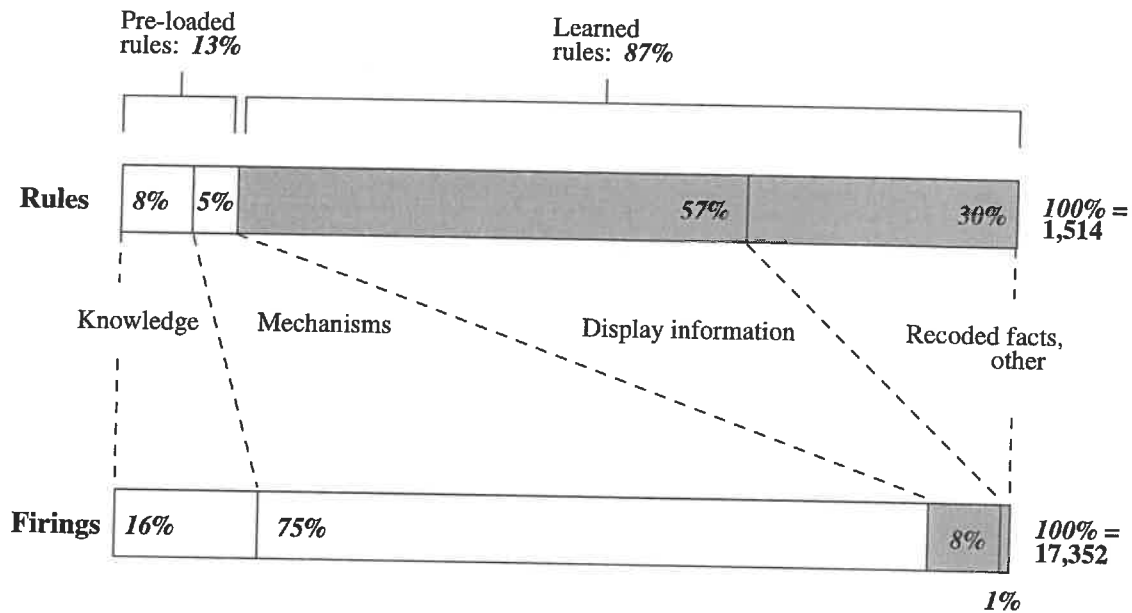 Pre-loaded
rules: 13%
Learned
rules: 87%
Rules
8%
5%
57%
30%
100% =
1,514
Knowledge
Mechanisms
Display information
Recoded facts,
other
Firings
16%
75%
8%
100% =
17,352
1%